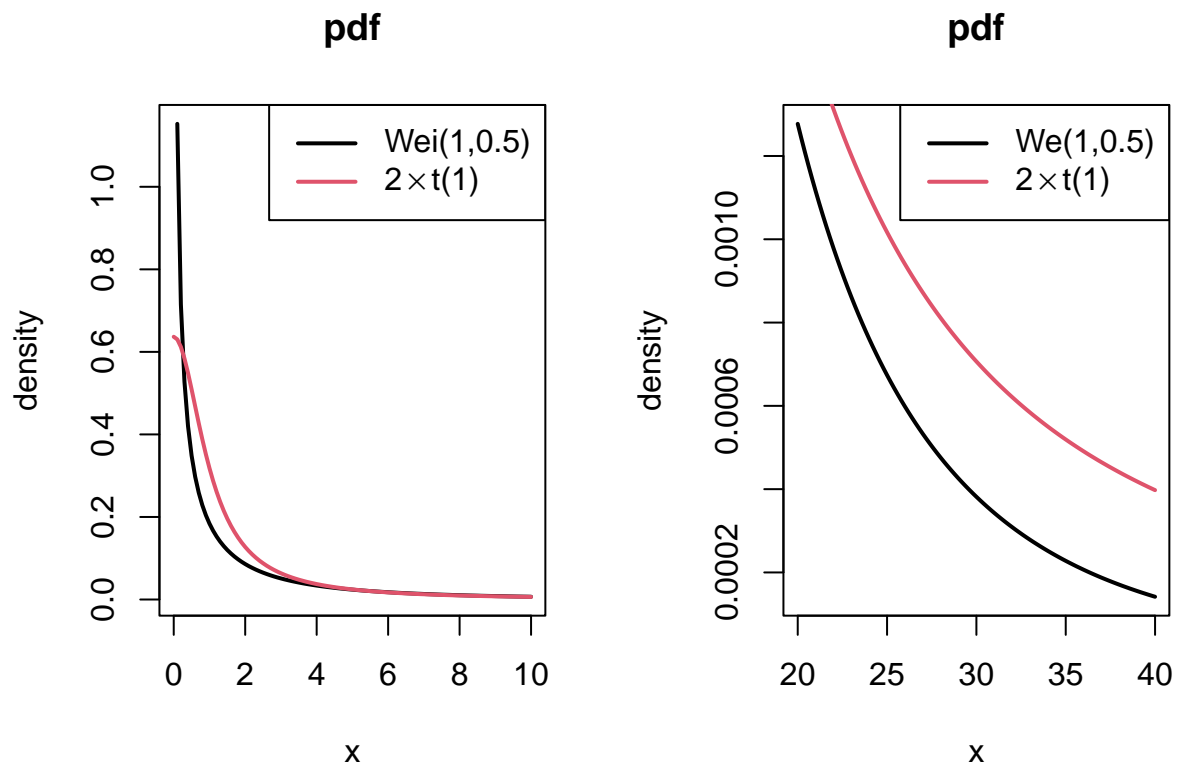 pdf
density
1.0
0.8
0.6
0.4
0.2
0.0
Wei(1,0.5)
2×t(1)
0 2 4 6 8 10
x
pdf
density
0.0010
0.0006
0.0002
We(1,0.5)
2×t(1)
20 25 30 35 40
x